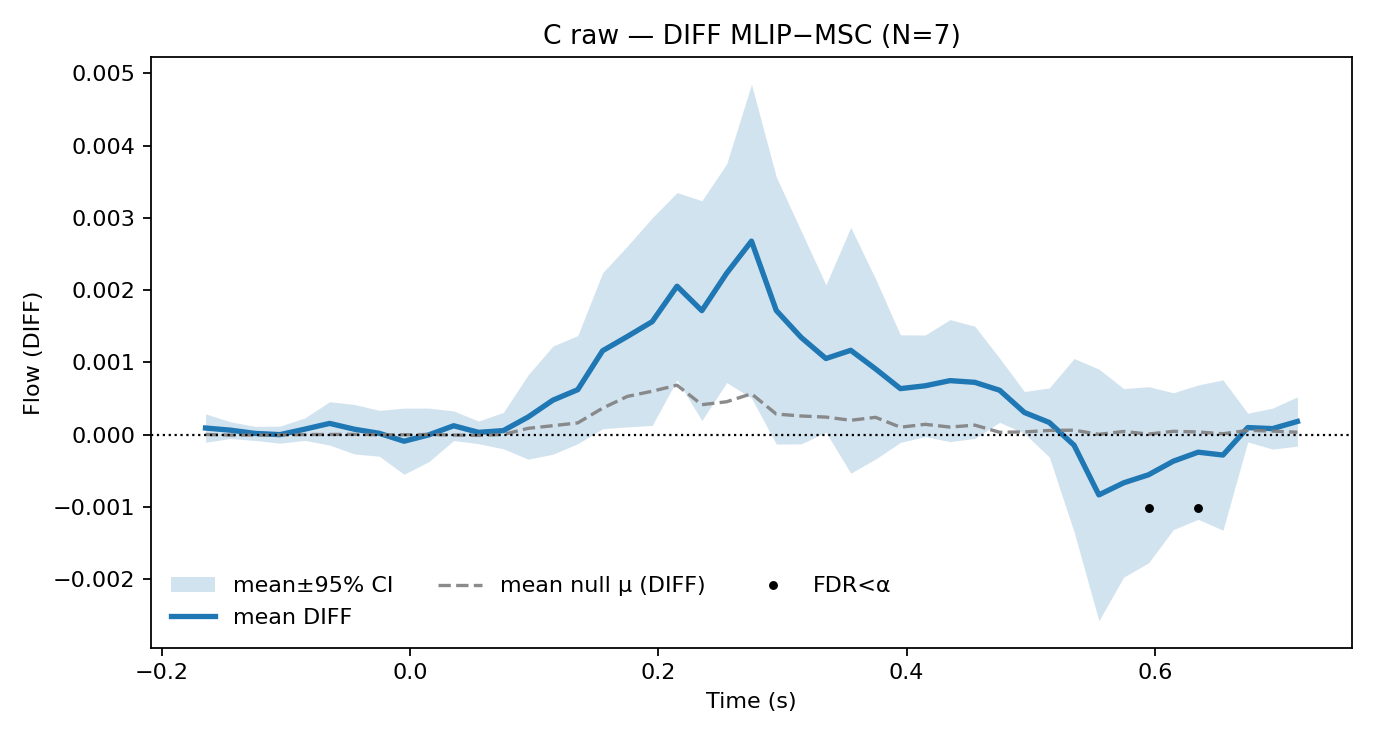 C raw — DIFF MLIP−MSC (N=7)
0.005
0.004
0.003
0.002
0.001
0.000
−0.001
−0.002
Flow (DIFF)
mean±95% CI
mean DIFF
mean null μ (DIFF)
FDR<α
−0.2
0.0
0.2
0.4
0.6
Time (s)